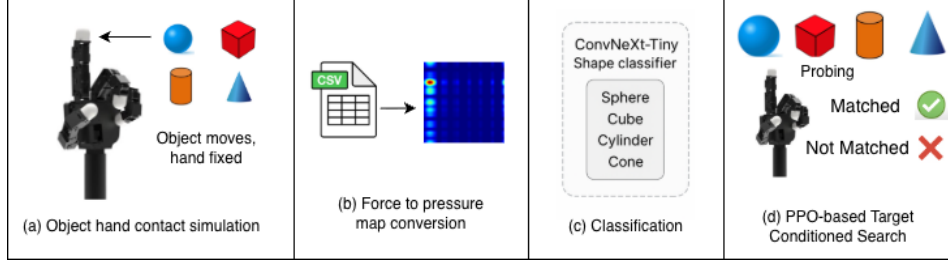 Object moves,
hand fixed
(a) Object hand contact simulation
CSV
(b) Force to pressure
map conversion
ConvNeXt-Tiny
Shape classifier
Sphere
Cube
Cylinder
Cone
(c) Classification
Probing
Matched
Not Matched
(d) PPO-based Target
Conditioned Search